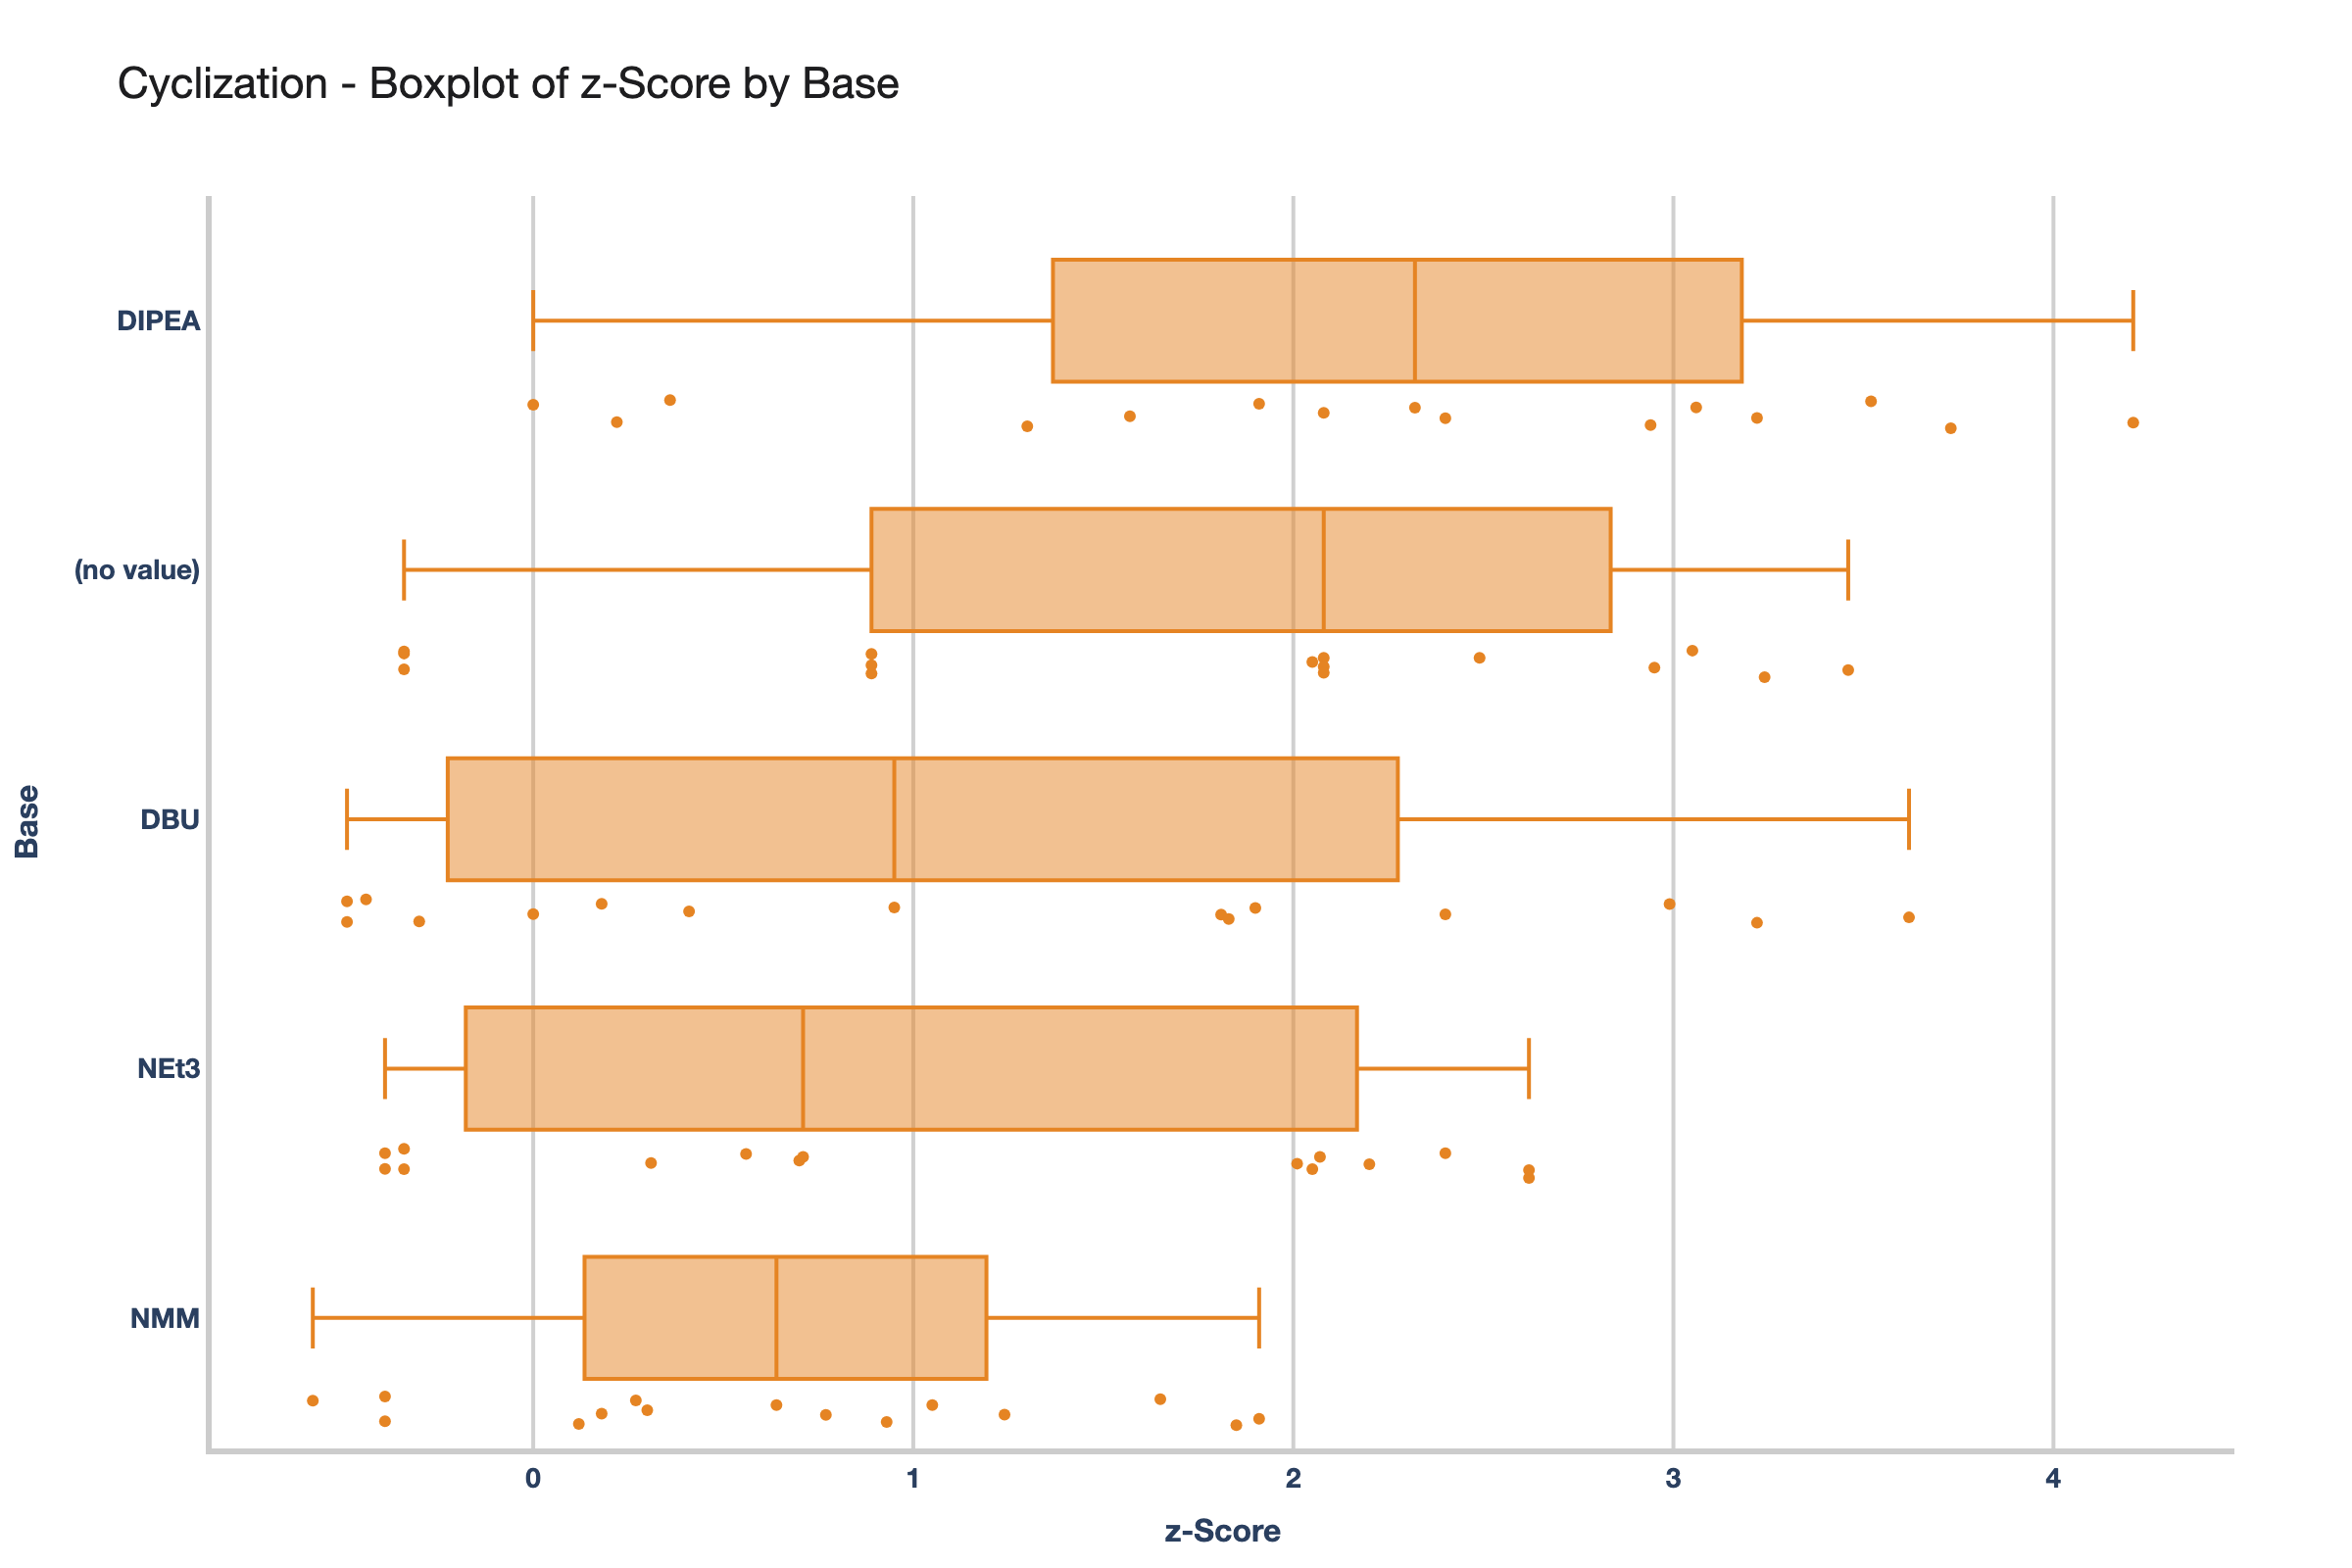 Cyclization - Boxplot of z-Score by Base
DIPEA
(no value)
DBU
NEt3
NMM
Base
0 1 2 3 4
z-Score